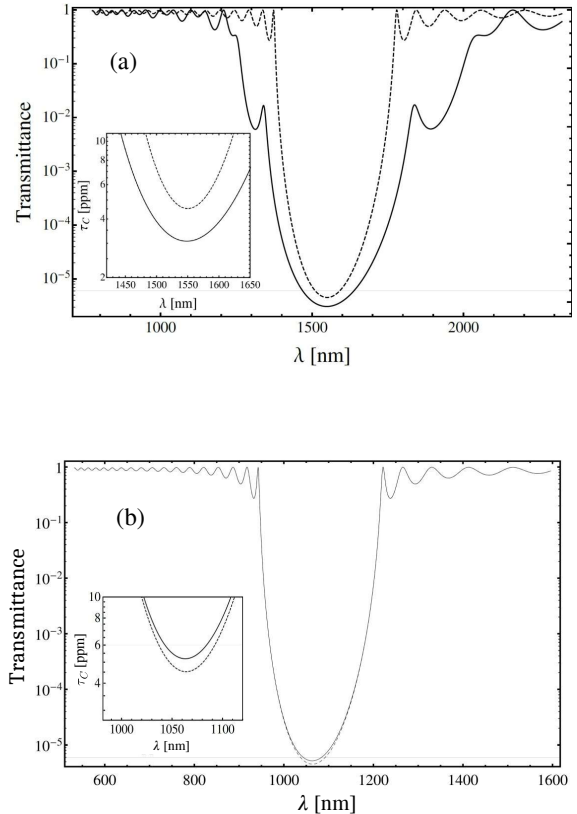 1
10⁻¹
10⁻²
10⁻³
10⁻⁴
10⁻⁵
Transmittance
(a)
10
8
6
4
2
τC [ppm]
1450 1500 1550 1600 1650
λ [nm]
1000 1500 2000
λ [nm]
1
10⁻¹
10⁻²
10⁻³
10⁻⁴
10⁻⁵
Transmittance
(b)
10
8
6
4
τC [ppm]
1000 1050 1100
λ [nm]
600 800 1000 1200 1400 1600
λ [nm]